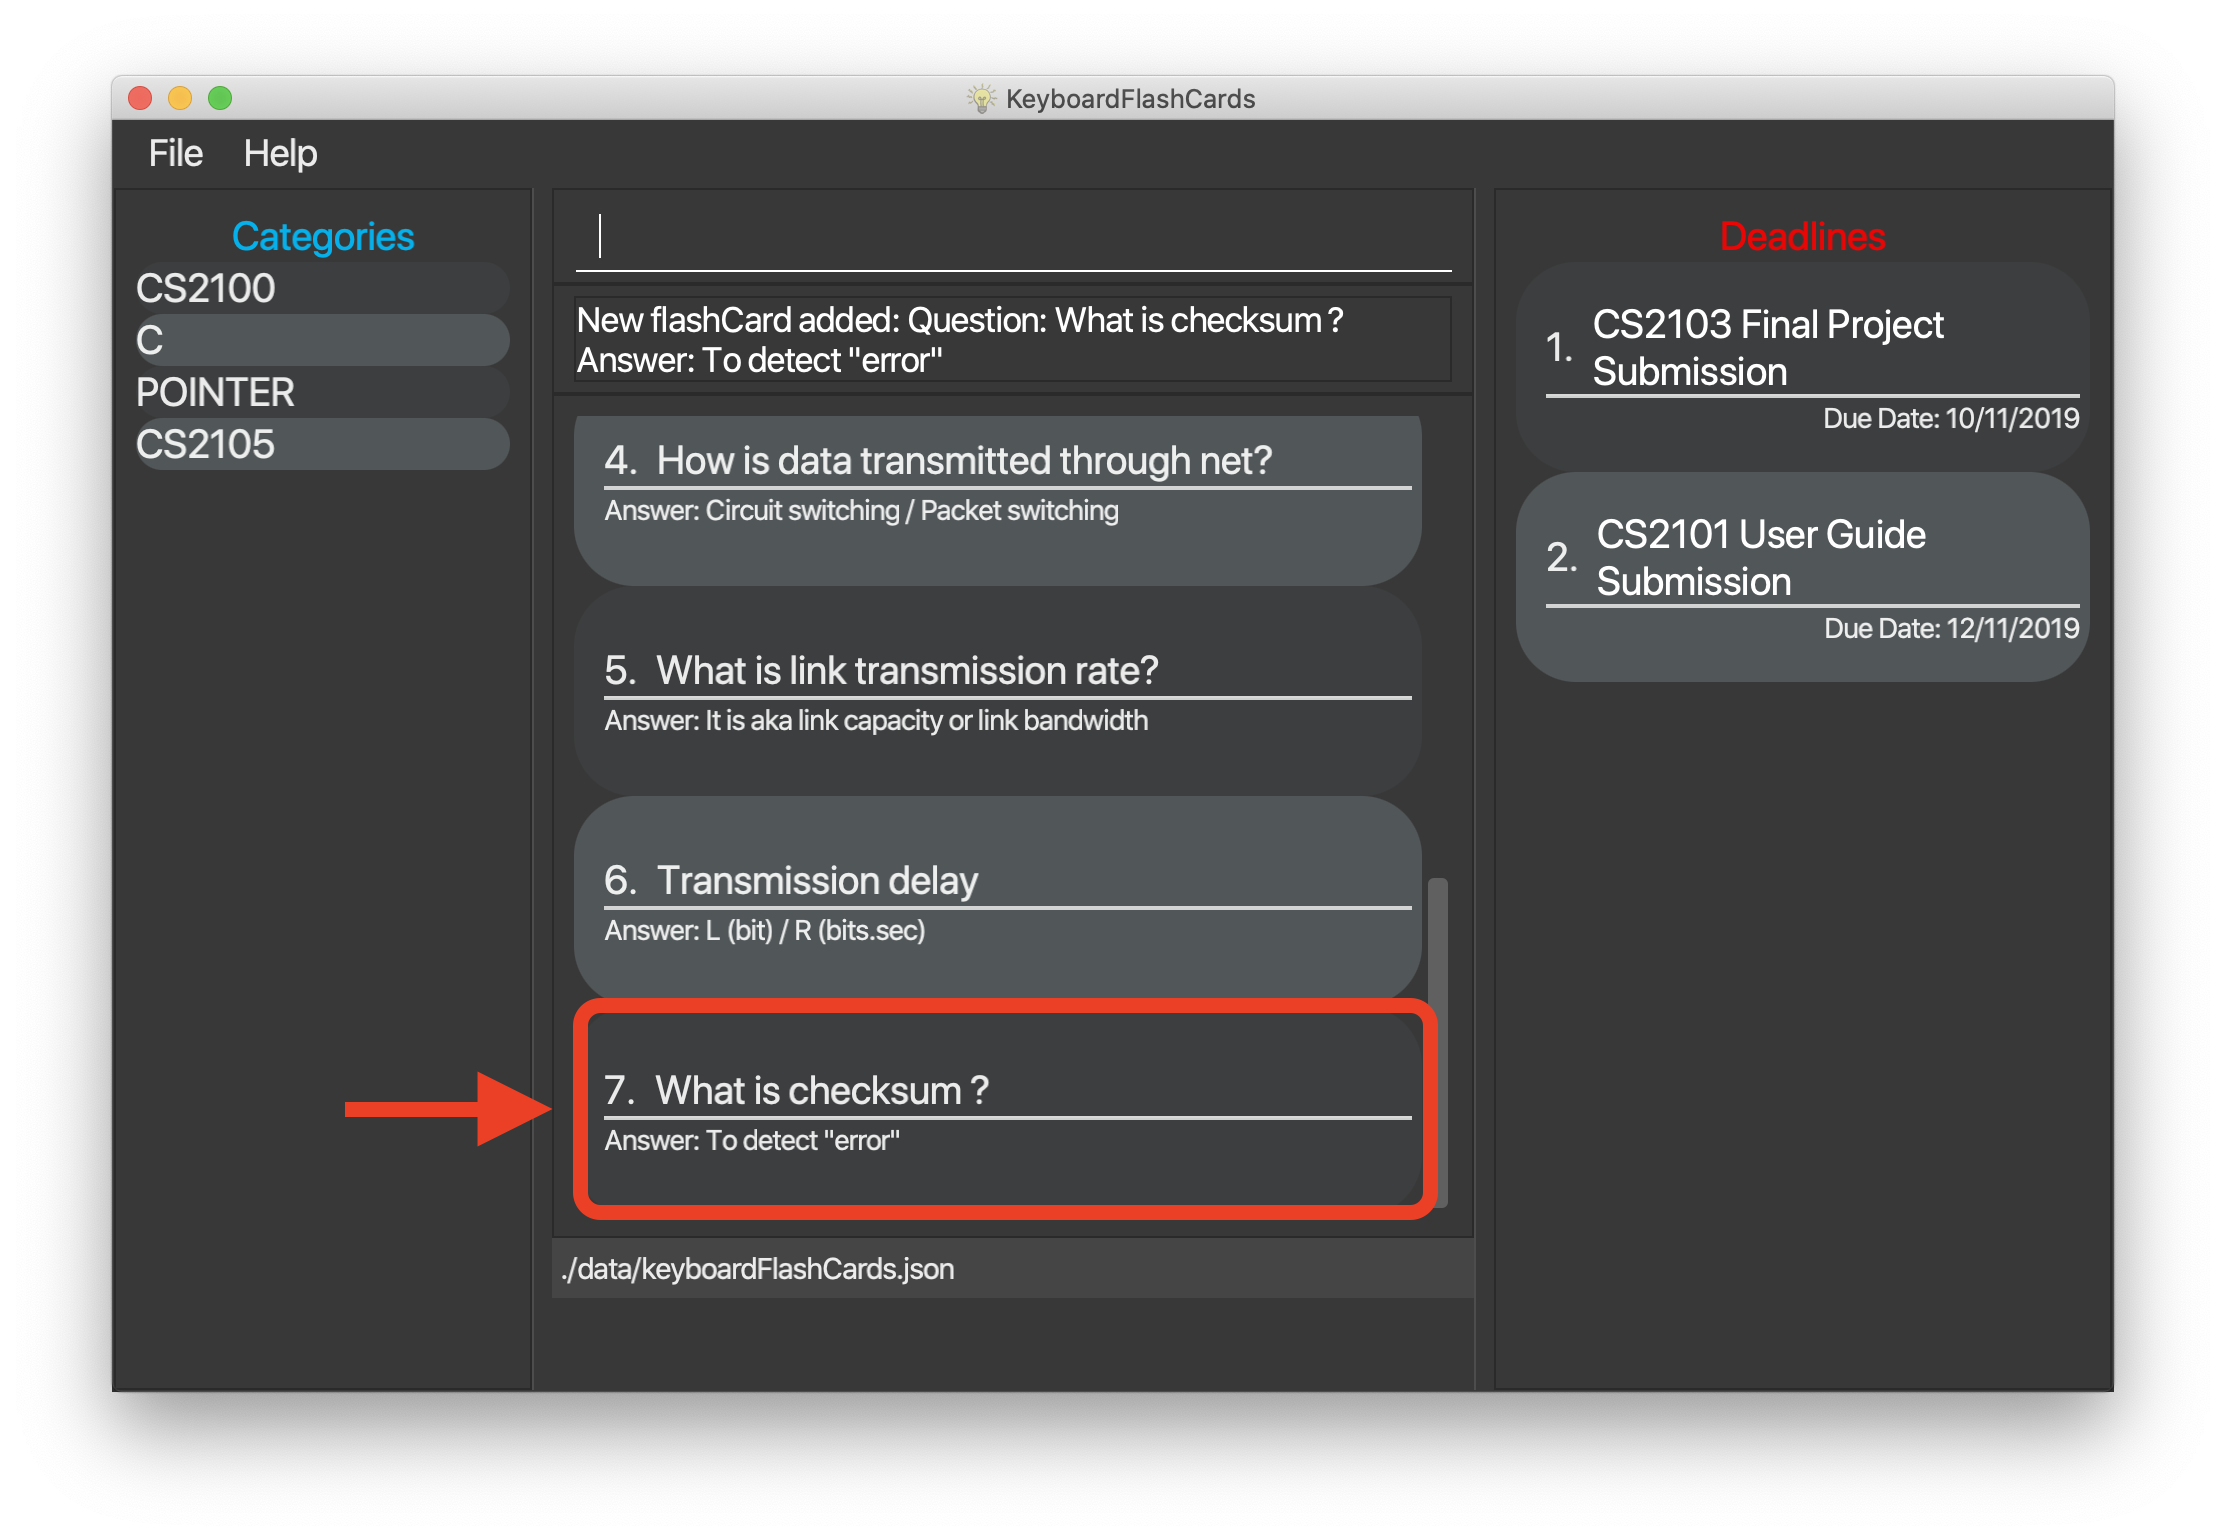 KeyboardFlashCards
File Help
Categories
CS2100
C
POINTER
CS2105
New flashCard added: Question: What is checksum ?
Answer: To detect "error"
4. How is data transmitted through net?
Answer: Circuit switching / Packet switching
5. What is link transmission rate?
Answer: It is aka link capacity or link bandwidth
6. Transmission delay
Answer: L (bit) / R (bits.sec)
7. What is checksum ?
Answer: To detect "error"
./data/keyboardFlashCards.json
Deadlines
1. CS2103 Final Project
Submission
Due Date: 10/11/2019
2. CS2101 User Guide
Submission
Due Date: 12/11/2019